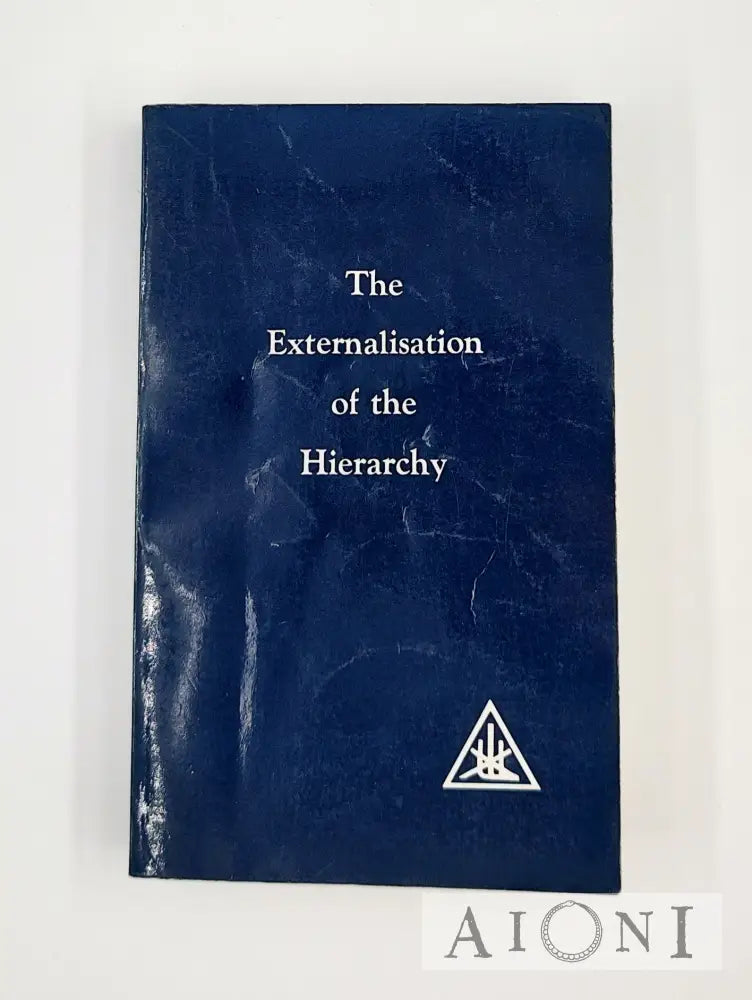 The
Externalisation
of the
Hierarchy
AIONI